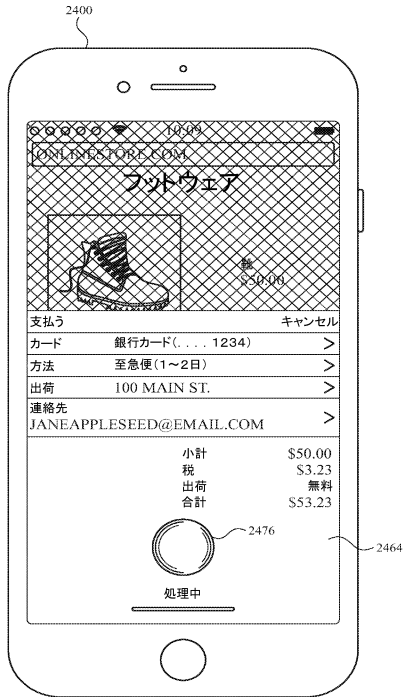 2400
10:09
ONLINESTORE.COM
フットウェア
靴
$50.00
支払う キャンセル
カード 銀行カード(....1234) >
方法 至急便(1～2日) >
出荷 100 MAIN ST. >
連絡先
JANEAPPLESEED@EMAIL.COM >
小計 $50.00
税 $3.23
出荷 無料
合計 $53.23
2476
2464
処理中